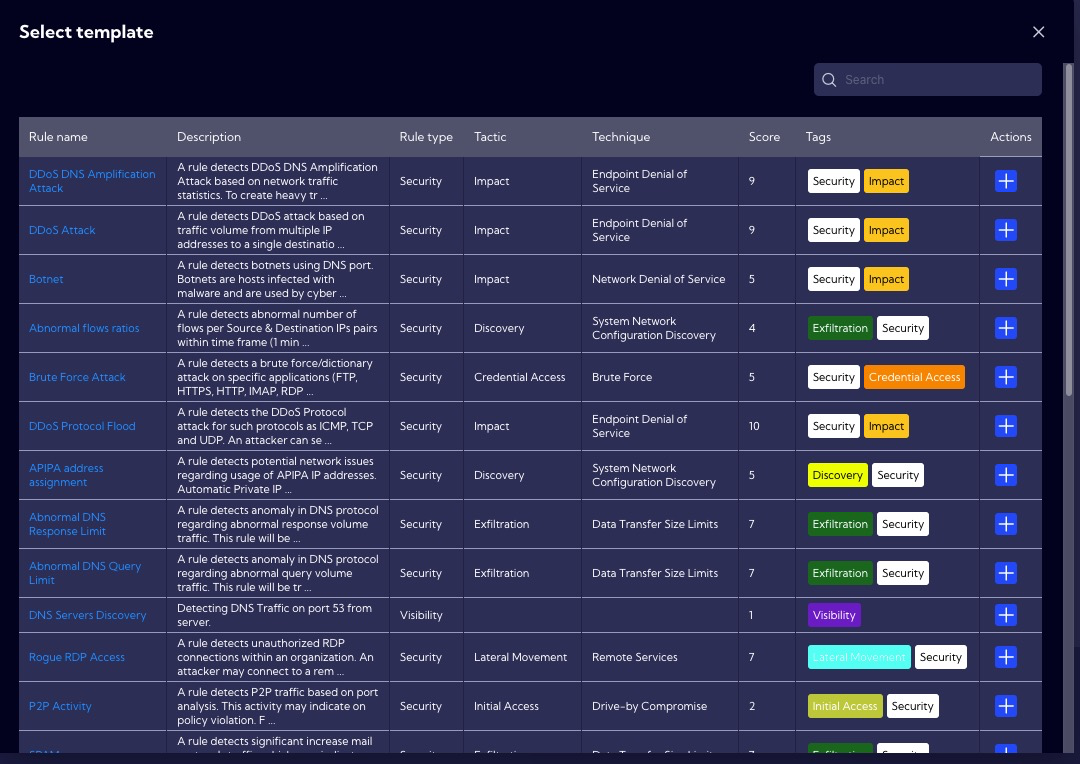 Select template
Search
Rule name Description Rule type Tactic Technique Score Tags Actions
DDoS DNS Amplification
Attack
A rule detects DDoS DNS Amplification
Attack based on network traffic
statistics. To create heavy tr ...
Security
Impact
Endpoint Denial of
Service
9
Security Impact
DDoS Attack
A rule detects DDoS attack based on
traffic volume from multiple IP
addresses to a single destinatio ...
Security
Impact
Endpoint Denial of
Service
9
Security Impact
Botnet
A rule detects botnets using DNS port.
Botnets are hosts infected with
malware and are used by cyber ...
Security
Impact
Network Denial of Service
5
Security Impact
Abnormal flows ratios
A rule detects abnormal number of
flows per Source & Destination IPs pairs
within time frame (1 min ...
Security
Discovery
System Network
Configuration Discovery
4
Exfiltration Security
Brute Force Attack
A rule detects a brute force/dictionary
attack on specific applications (FTP,
HTTPS, HTTP, IMAP, RDP ...
Security
Credential Access
Brute Force
5
Security Credential Access
DDoS Protocol Flood
A rule detects the DDoS Protocol
attack for such protocols as ICMP, TCP
and UDP. An attacker can se ...
Security
Impact
Endpoint Denial of
Service
10
Security Impact
APIPA address
assignment
A rule detects potential network issues
regarding usage of APIPA IP addresses.
Automatic Private IP ...
Security
Discovery
System Network
Configuration Discovery
5
Discovery Security
Abnormal DNS
Response Limit
A rule detects anomaly in DNS protocol
regarding abnormal response volume
traffic. This rule will be ...
Security
Exfiltration
Data Transfer Size Limits
7
Exfiltration Security
Abnormal DNS Query
Limit
A rule detects anomaly in DNS protocol
regarding abnormal query volume
traffic. This rule will be tr ...
Security
Exfiltration
Data Transfer Size Limits
7
Exfiltration Security
DNS Servers Discovery
Detecting DNS Traffic on port 53 from
server.
Visibility
1
Visibility
Rogue RDP Access
A rule detects unauthorized RDP
connections within an organization. An
attacker may connect to a rem ...
Security
Lateral Movement
Remote Services
7
Lateral Movement Security
P2P Activity
A rule detects P2P traffic based on port
analysis. This activity may indicate on
policy violation. F ...
Security
Initial Access
Drive-by Compromise
2
Initial Access Security
A rule detects significant increase mail